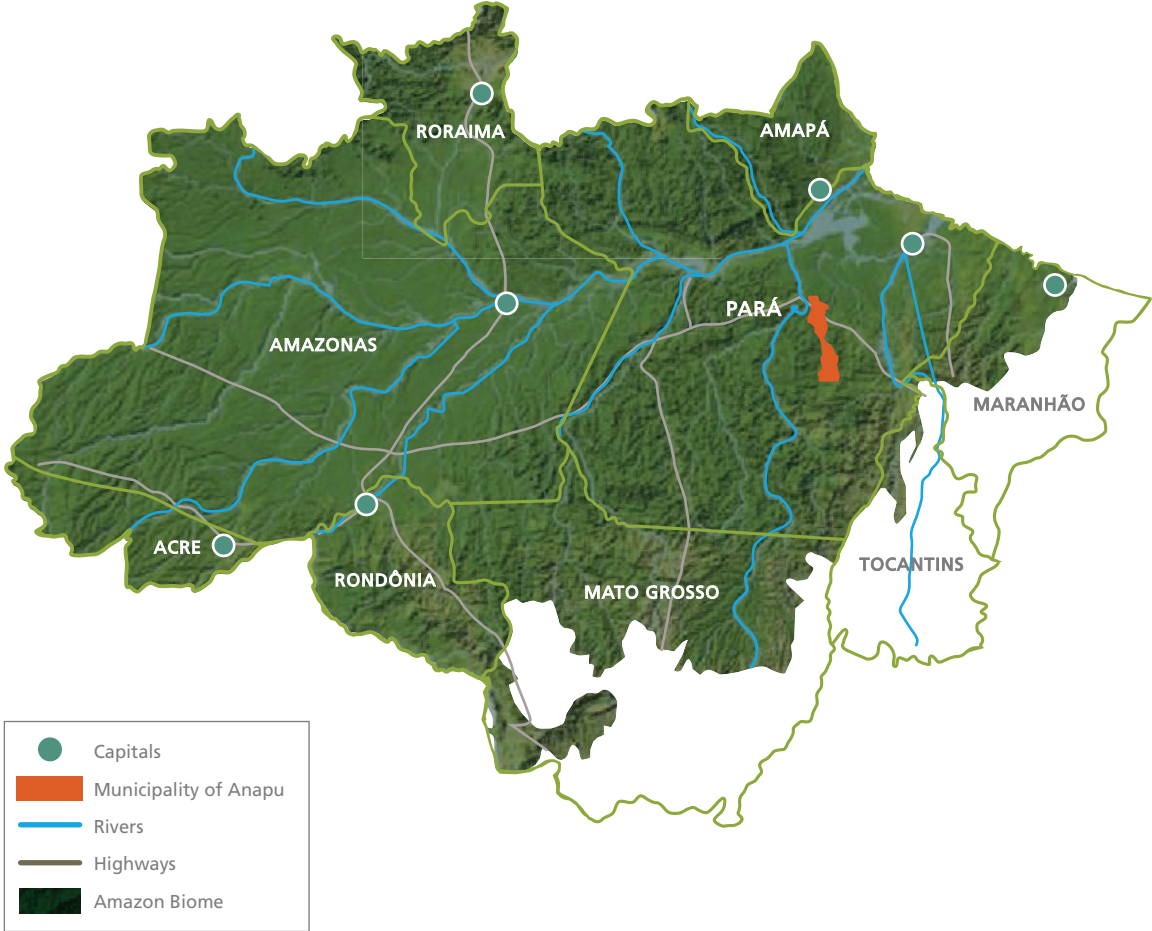 RORAIMA
AMAPÁ
PARÁ
AMAZONAS
MARANHÃO
ACRE
TOCANTINS
RONDÔNIA
MATO GROSSO
Capitals
Municipality of Anapu
Rivers
Highways
Amazon Biome